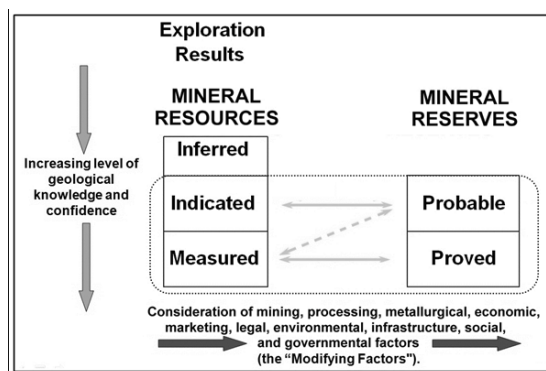 Exploration
Results
MINERAL
RESOURCES
MINERAL
RESERVES
Increasing level of
geological
knowledge and
confidence
Inferred
Indicated
Probable
Measured
Proved
Consideration of mining, processing, metallurgical, economic,
marketing, legal, environmental, infrastructure, social,
and governmental factors
(the “Modifying Factors").